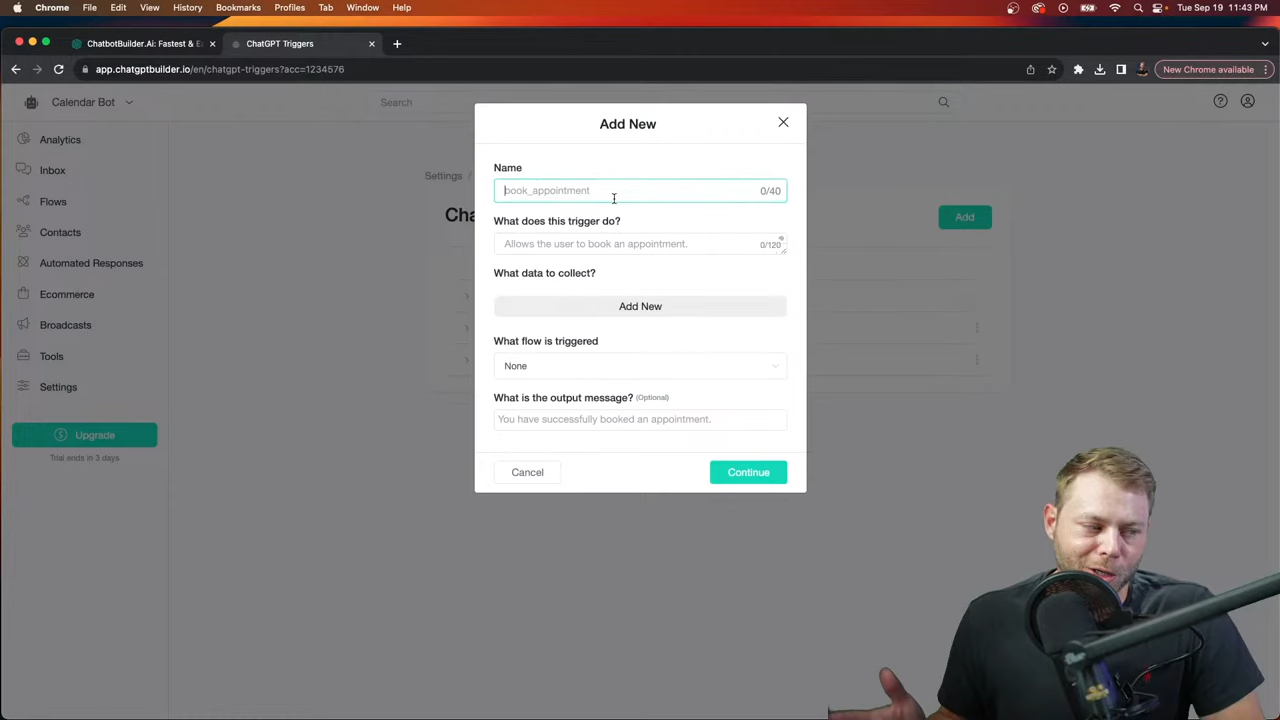 Chrome File Edit View History Bookmarks Profiles Tab Window Help Tue Sep 19 11:43 PM
ChatbotBuilder.Ai: Fastest & E ChatGPT Triggers
app.chatgptbuilder.io/en/chatgpt-triggers?acc=1234576 New Chrome available
Calendar Bot Search
Analytics
Inbox
Flows
Contacts
Automated Responses
Ecommerce
Broadcasts
Tools
Settings
Upgrade
Trial ends in 3 days
Settings /
Cha
Add
Add New
Name
book_appointment 0/40
What does this trigger do?
Allows the user to book an appointment. 0/120
What data to collect?
Add New
What flow is triggered
None
What is the output message? (Optional)
You have successfully booked an appointment.
Cancel Continue